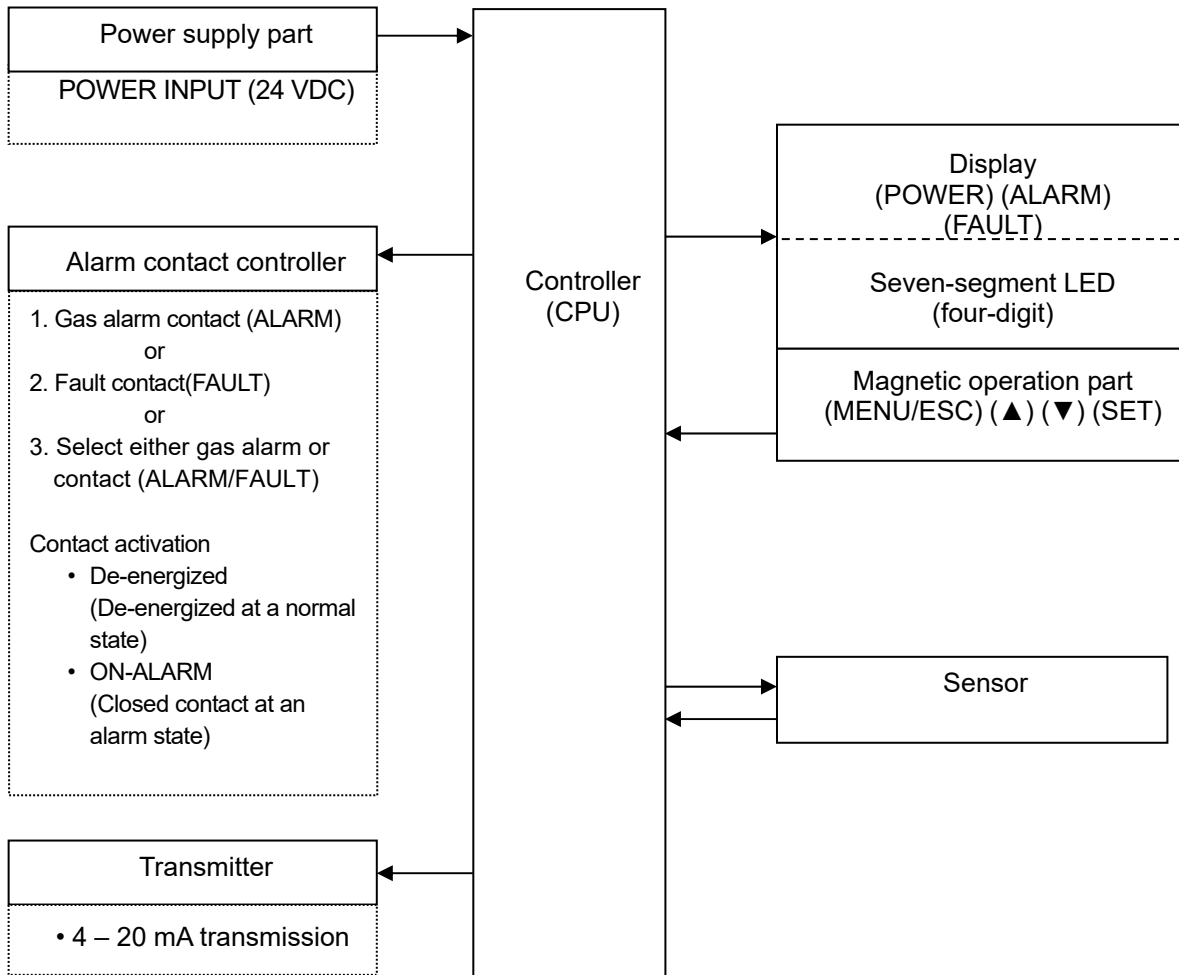 Power supply part
POWER INPUT (24 VDC)
Alarm contact controller
1. Gas alarm contact (ALARM)
or
2. Fault contact(FAULT)
or
3. Select either gas alarm or
contact (ALARM/FAULT)
Contact activation
• De-energized
(De-energized at a normal
state)
• ON-ALARM
(Closed contact at an
alarm state)
Transmitter
• 4 – 20 mA transmission
Controller
(CPU)
Display
(POWER) (ALARM)
(FAULT)
Seven-segment LED
(four-digit)
Magnetic operation part
(MENU/ESC) (▲) (▼) (SET)
Sensor